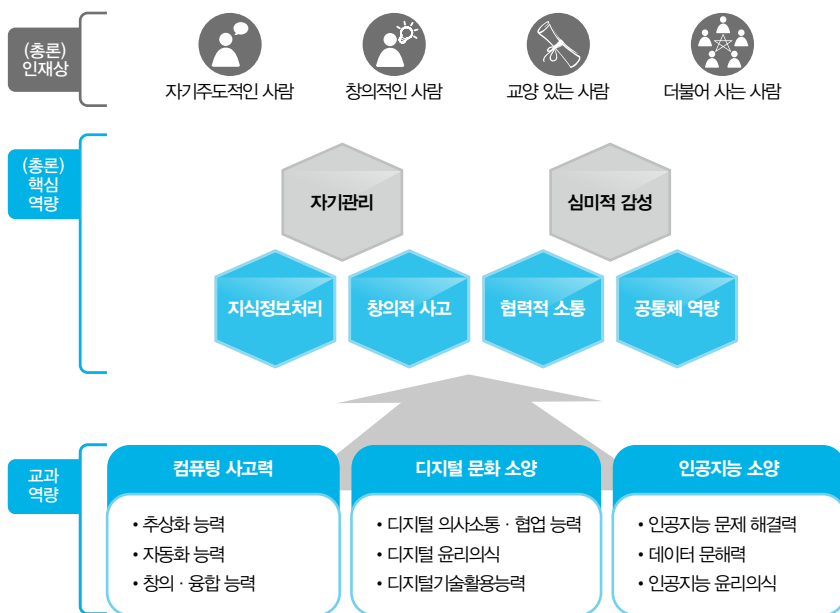 (총론)
인재상
자기주도적인 사람
창의적인 사람
교양 있는 사람
더불어 사는 사람
(총론)
핵심
역량
자기관리
심미적 감성
지식정보처리
창의적 사고
협력적 소통
공통체 역량
교과
역량
컴퓨팅 사고력
• 추상화 능력
• 자동화 능력
• 창의 · 융합 능력
디지털 문화 소양
• 디지털 의사소통 · 협업 능력
• 디지털 윤리의식
• 디지털기술활용능력
인공지능 소양
• 인공지능 문제 해결력
• 데이터 문해력
• 인공지능 윤리의식